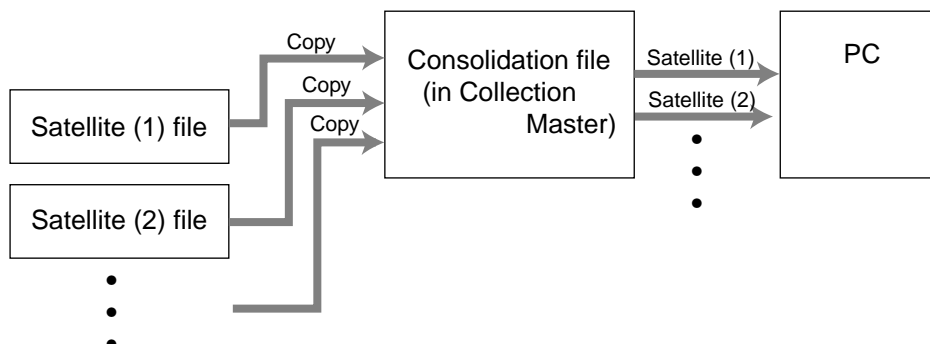 Copy
Copy
Copy
Satellite (1) file
Satellite (2) file
Consolidation file
(in Collection
Master)
Satellite (1)
Satellite (2)
PC